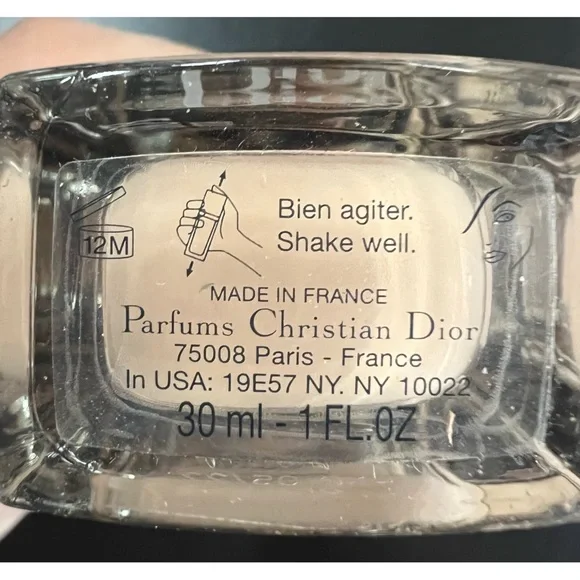 12M
Bien agiter.
Shake well.
MADE IN FRANCE
Parfums Christian Dior
75008 Paris - France
In USA: 19E57 NY. NY 10022
30 ml - 1 FL.OZ